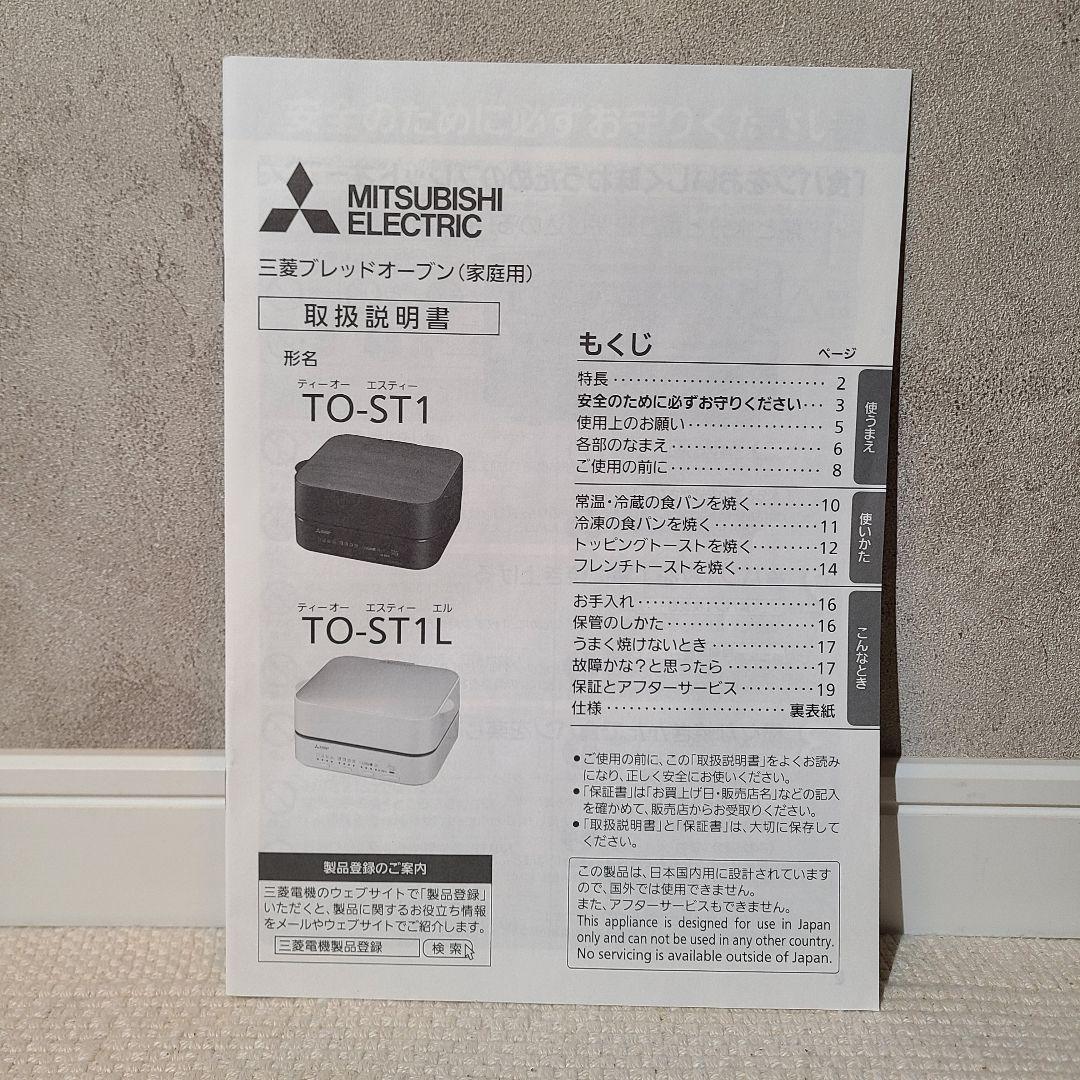 MITSUBISHI
ELECTRIC
三菱ブレッドオーブン(家庭用)
取扱説明書
形名
ティーオー エスティー
TO-ST1
ティーオー エスティー エル
TO-ST1L
製品登録のご案内
三菱電機のウェブサイトで「製品登録」
いただくと、製品に関するお役立ち情報
をメールやウェブサイトでご紹介します。
三菱電機製品登録 検索
もくじ ページ
特長 ・・・・・・・・・・・・・・・・・・・・・・・・・・ 2
安全のために必ずお守りください・・・ 3
使用上のお願い・・・・・・・・・・・・・・・・・ 5
各部のなまえ・・・・・・・・・・・・・・・・・・・ 6
ご使用の前に・・・・・・・・・・・・・・・・・・・ 8
使うまえ
常温・冷蔵の食パンを焼く・・・・・・・・10
冷凍の食パンを焼く・・・・・・・・・・・・・11
トッピングトーストを焼く・・・・・・・・・12
フレンチトーストを焼く・・・・・・・・・・・14
使いかた
お手入れ・・・・・・・・・・・・・・・・・・・・・・・16
保管のしかた・・・・・・・・・・・・・・・・・・・16
うまく焼けないとき・・・・・・・・・・・・・・17
故障かな?と思ったら・・・・・・・・・・・・17
保証とアフターサービス・・・・・・・・・・19
仕様・・・・・・・・・・・・・・・・・・・・・・・裏表紙
こんなとき
●ご使用の前に、この「取扱説明書」をよくお読み
になり、正しく安全にお使いください。
●「保証書」は「お買上げ日・販売店名」などの記入
を確かめて、販売店からお受取りください。
●「取扱説明書」と「保証書」は、大切に保存して
ください。
この製品は、日本国内用に設計されています
ので、国外では使用できません。
また、アフターサービスもできません。
This appliance is designed for use in Japan
only and can not be used in any other country.
No servicing is available outside of Japan.